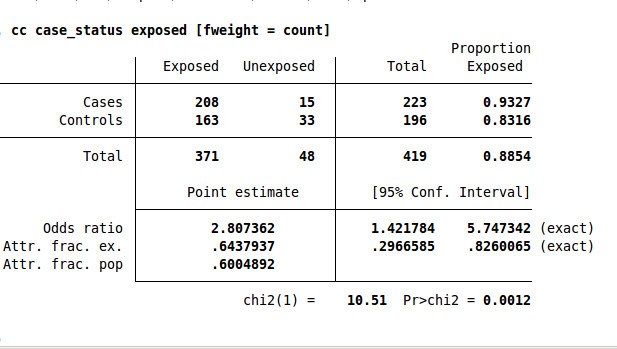 . cc case_status exposed [fweight = count]
Proportion
Exposed Unexposed Total Exposed
Cases 208 15 223 0.9327
Controls 163 33 196 0.8316
Total 371 48 419 0.8854
Point estimate [95% Conf. Interval]
Odds ratio 2.807362 1.421784 5.747342 (exact)
Attr. frac. ex. .6437937 .2966585 .8260065 (exact)
Attr. frac. pop .6004892
chi2(1) = 10.51 Pr>chi2 = 0.0012